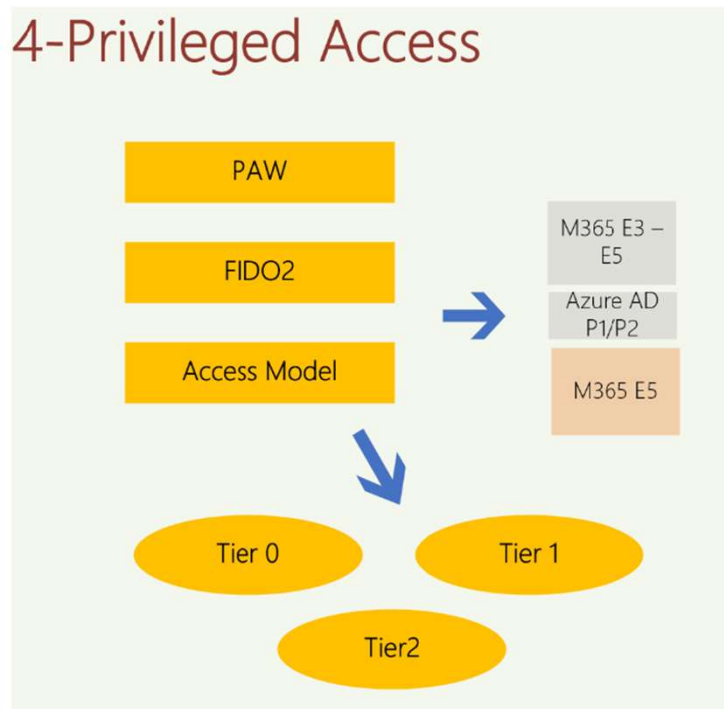 4-Privileged Access
PAW
FIDO2
Access Model
M365 E3 –
E5
Azure AD
P1/P2
M365 E5
Tier 0
Tier 1
Tier2